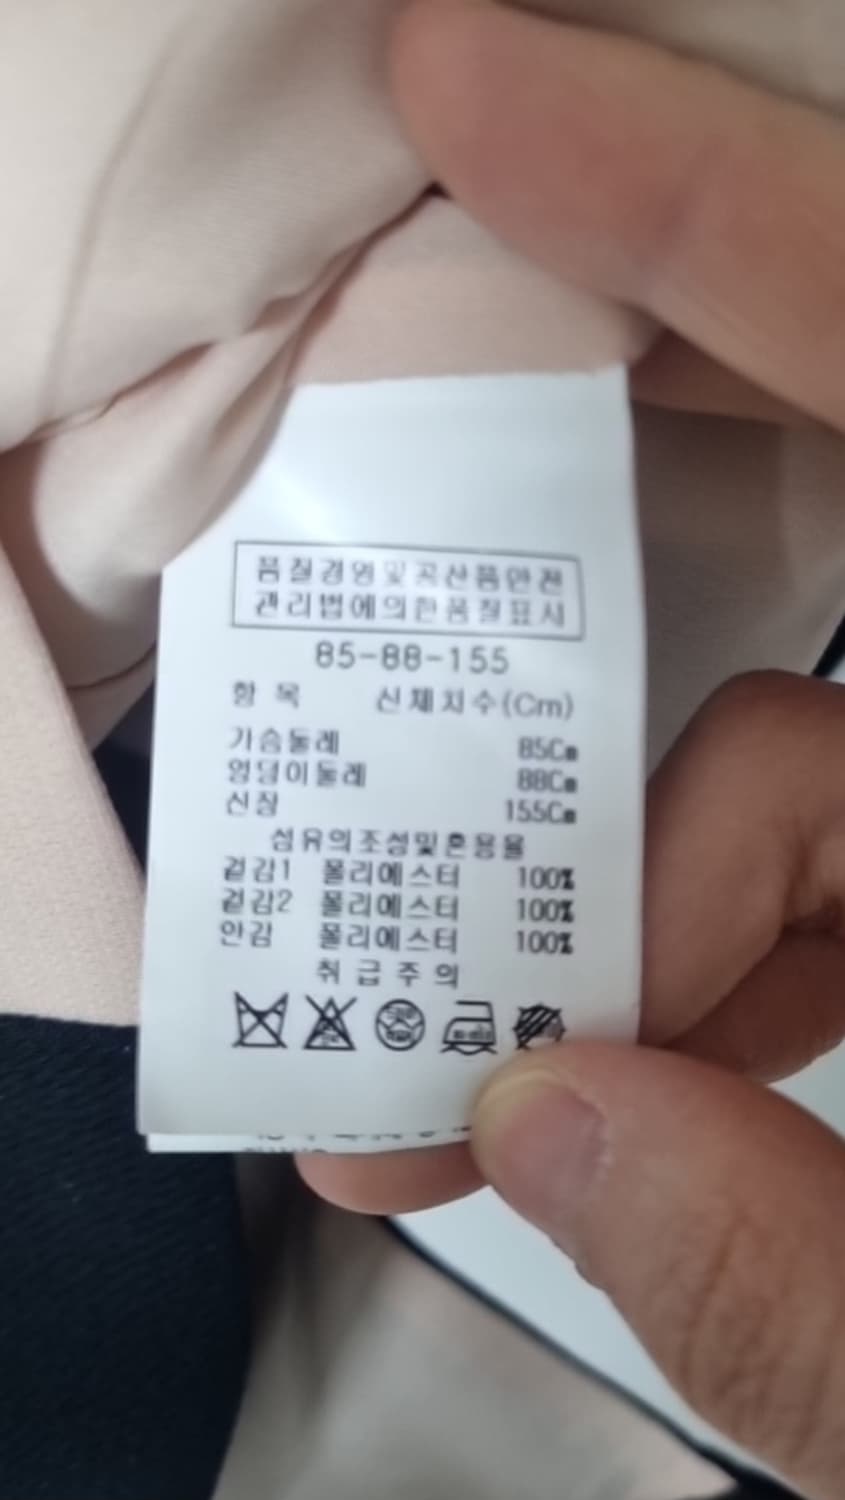 품질경영및공산품안전
관리법에의한품질표시
85-88-155
항 목 신체치수(Cm)
가슴둘레 85Cm
엉덩이둘레 88Cm
신장 155Cm
섬유의조성및혼용율
겉감1 폴리에스터 100%
겉감2 폴리에스터 100%
안감 폴리에스터 100%
취급주의